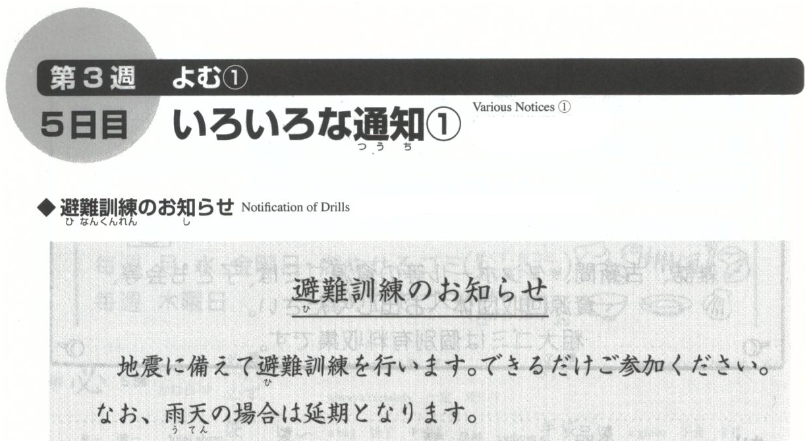 第3週 よむ①
5日目 いろいろな通知① Various Notices ①
つうち
◆ 避難訓練のお知らせ Notification of Drills
ひなんくんれん し
避難訓練のお知らせ
ひ
地震に備えて避難訓練を行います。できるだけご参加ください。
ひ
なお、雨天の場合は延期となります。
うてん